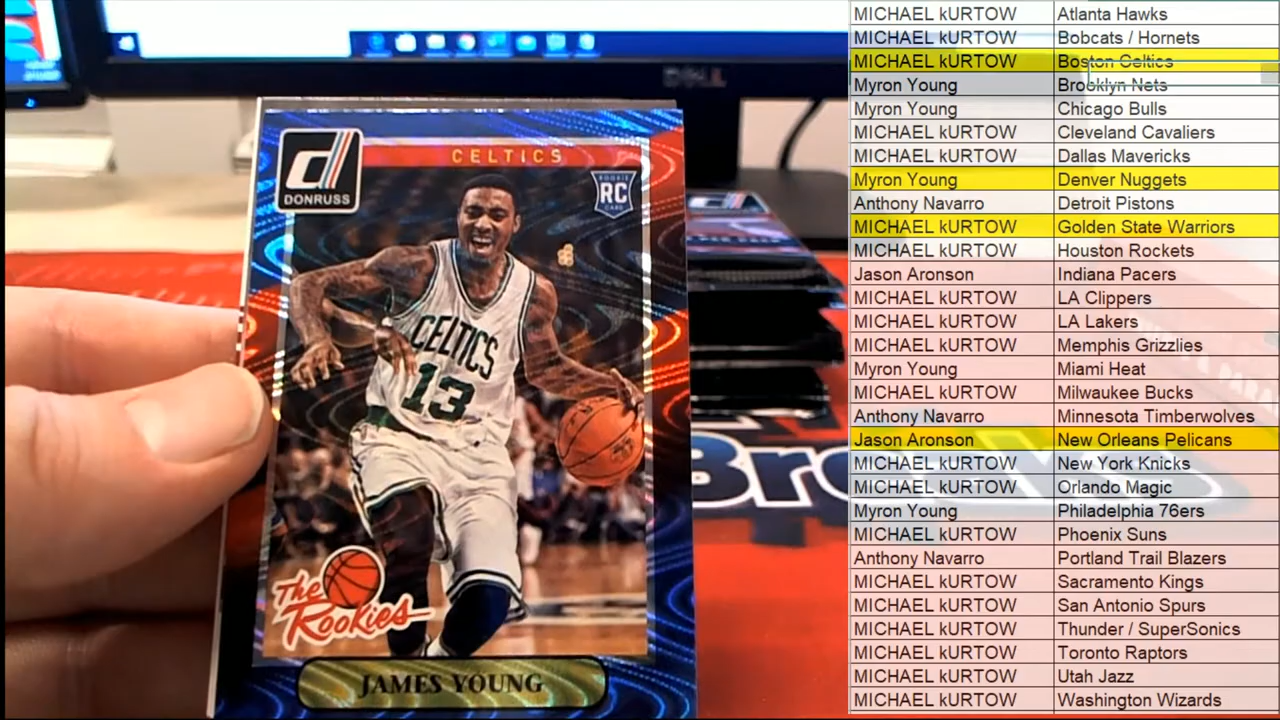 DELL
CELTICS
d
DONRUSS
ROOKIE
RC
CARD
CELTICS
13
The
Rookies
JAMES YOUNG
Bro
MICHAEL kURTOW Atlanta Hawks
MICHAEL kURTOW Bobcats / Hornets
MICHAEL kURTOW Boston Celtics
Myron Young Brooklyn Nets
Myron Young Chicago Bulls
MICHAEL kURTOW Cleveland Cavaliers
MICHAEL kURTOW Dallas Mavericks
Myron Young Denver Nuggets
Anthony Navarro Detroit Pistons
MICHAEL kURTOW Golden State Warriors
MICHAEL kURTOW Houston Rockets
Jason Aronson Indiana Pacers
MICHAEL kURTOW LA Clippers
MICHAEL kURTOW LA Lakers
MICHAEL kURTOW Memphis Grizzlies
Myron Young Miami Heat
MICHAEL kURTOW Milwaukee Bucks
Anthony Navarro Minnesota Timberwolves
Jason Aronson New Orleans Pelicans
MICHAEL kURTOW New York Knicks
MICHAEL kURTOW Orlando Magic
Myron Young Philadelphia 76ers
MICHAEL kURTOW Phoenix Suns
Anthony Navarro Portland Trail Blazers
MICHAEL kURTOW Sacramento Kings
MICHAEL kURTOW San Antonio Spurs
MICHAEL kURTOW Thunder / SuperSonics
MICHAEL kURTOW Toronto Raptors
MICHAEL kURTOW Utah Jazz
MICHAEL kURTOW Washington Wizards